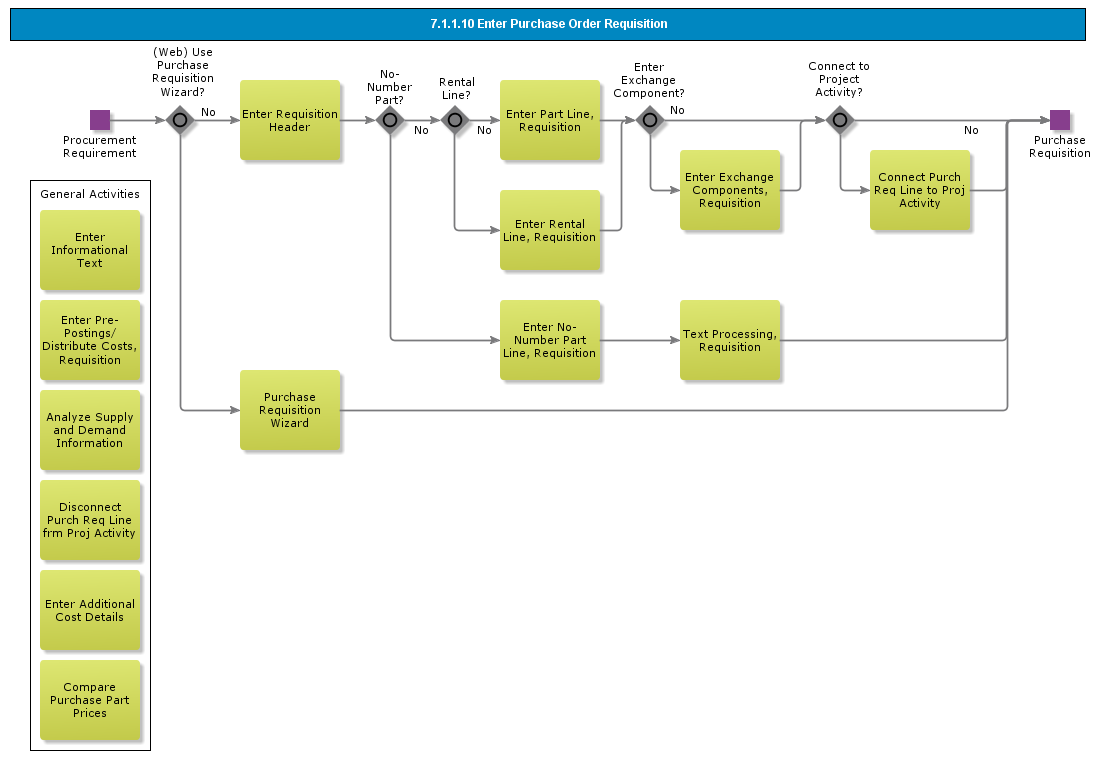 7.1.1.10 Enter Purchase Order Requisition
(Web) Use
Purchase
Requisition
Wizard?
No
Procurement
Requirement
Enter Requisition
Header
No-
Number
Part?
No
Rental
Line?
No
Enter Part Line,
Requisition
Enter
Exchange
Component?
No
Connect to
Project
Activity?
No
Purchase
Requisition
Enter Exchange
Components,
Requisition
Connect Purch
Req Line to Proj
Activity
Enter Rental
Line, Requisition
Enter No-
Number Part
Line, Requisition
Text Processing,
Requisition
Purchase
Requisition
Wizard
General Activities
Enter
Informational
Text
Enter Pre-
Postings/
Distribute Costs,
Requisition
Analyze Supply
and Demand
Information
Disconnect
Purch Req Line
frm Proj Activity
Enter Additional
Cost Details
Compare
Purchase Part
Prices